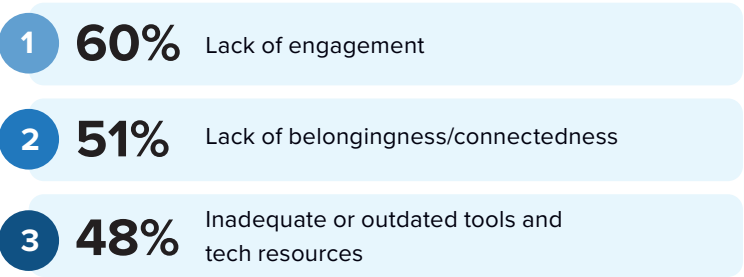 1 60% Lack of engagement
2 51% Lack of belongingness/connectedness
3 48% Inadequate or outdated tools and
tech resources